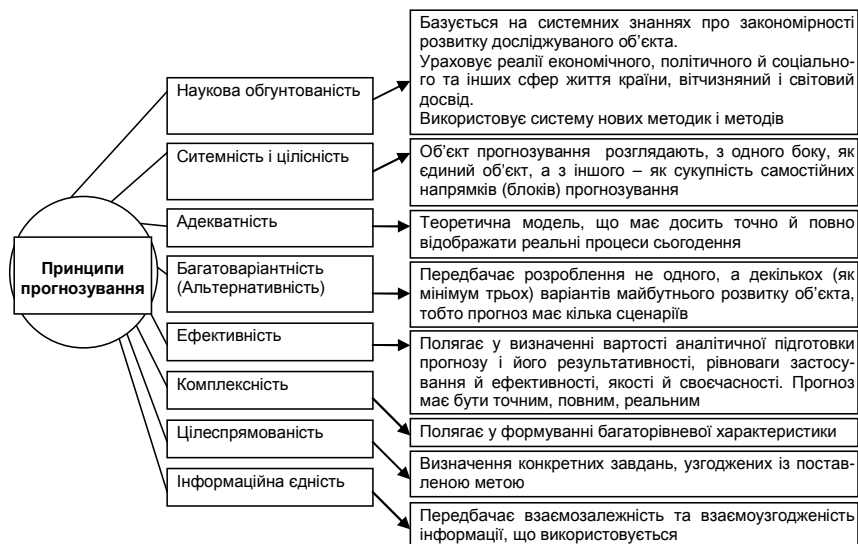 Принципи
прогнозування
Наукова обгунтованість
Базується на системних знаннях про закономірності
розвитку досліджуваного об’єкта.
Ураховує реалії економічного, політичного й соціально-
го та інших сфер життя країни, вітчизняний і світовий
досвід.
Використовує систему нових методик і методів
Ситемність і цілісність
Об’єкт прогнозування розглядають, з одного боку, як
єдиний об’єкт, а з іншого – як сукупність самостійних
напрямків (блоків) прогнозування
Адекватність
Теоретична модель, що має досить точно й повно
відображати реальні процеси сьогодення
Багатоваріантність
(Альтернативність)
Передбачає розроблення не одного, а декількох (як
мінімум трьох) варіантів майбутнього розвитку об’єкта,
тобто прогноз має кілька сценаріїв
Ефективність
Полягає у визначенні вартості аналітичної підготовки
прогнозу і його результативності, рівноваги застосу-
вання й ефективності, якості й своєчасності. Прогноз
має бути точним, повним, реальним
Комплексність
Полягає у формуванні багаторівневої характеристики
Цілеспрямованість
Визначення конкретних завдань, узгоджених із постав-
леною метою
Інформаційна єдність
Передбачає взаємозалежність та взаємоузгодженість
інформації, що використовується